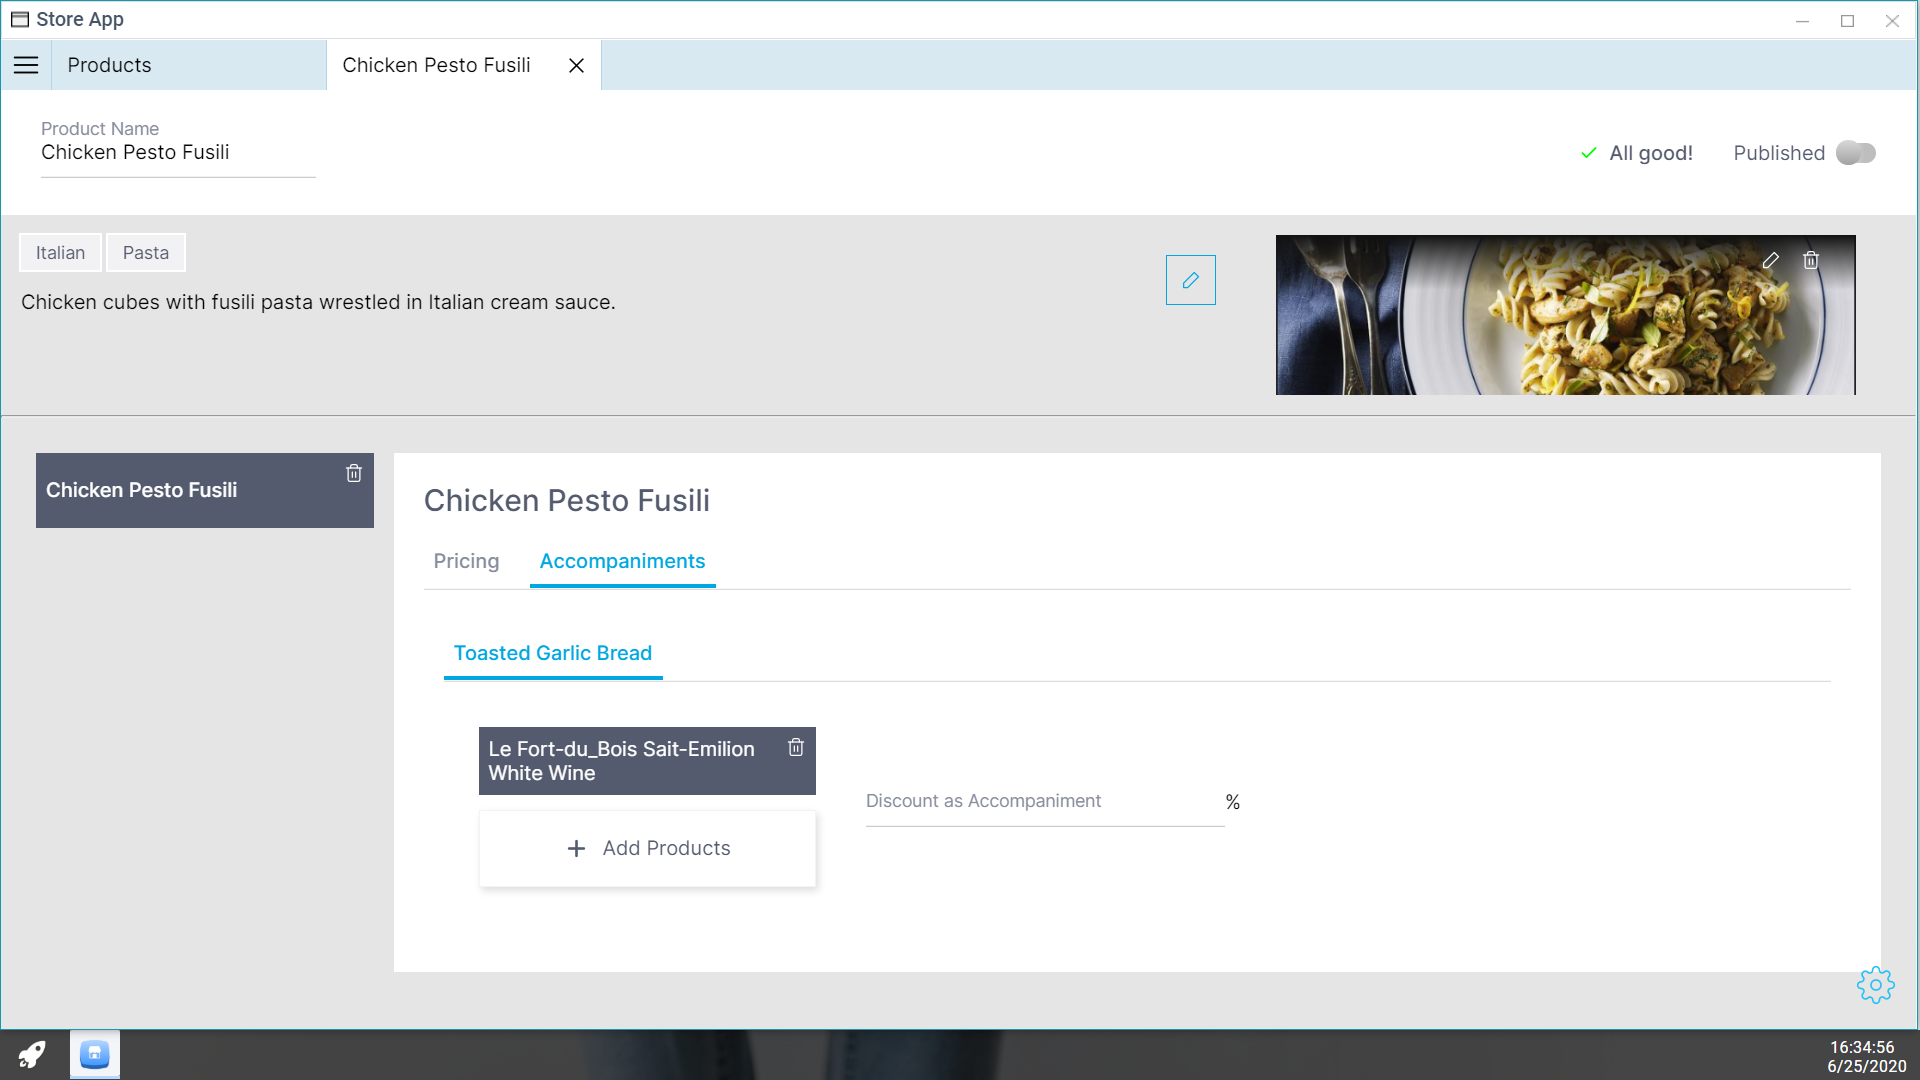 Store App
Products
Chicken Pesto Fusili
Product Name
Chicken Pesto Fusili
All good!
Published
Italian
Pasta
Chicken cubes with fusili pasta wrestled in Italian cream sauce.
Chicken Pesto Fusili
Chicken Pesto Fusili
Pricing
Accompaniments
Toasted Garlic Bread
Le Fort-du_Bois Sait-Emilion
White Wine
Discount as Accompaniment
%
Add Products
16:34:56
6/25/2020